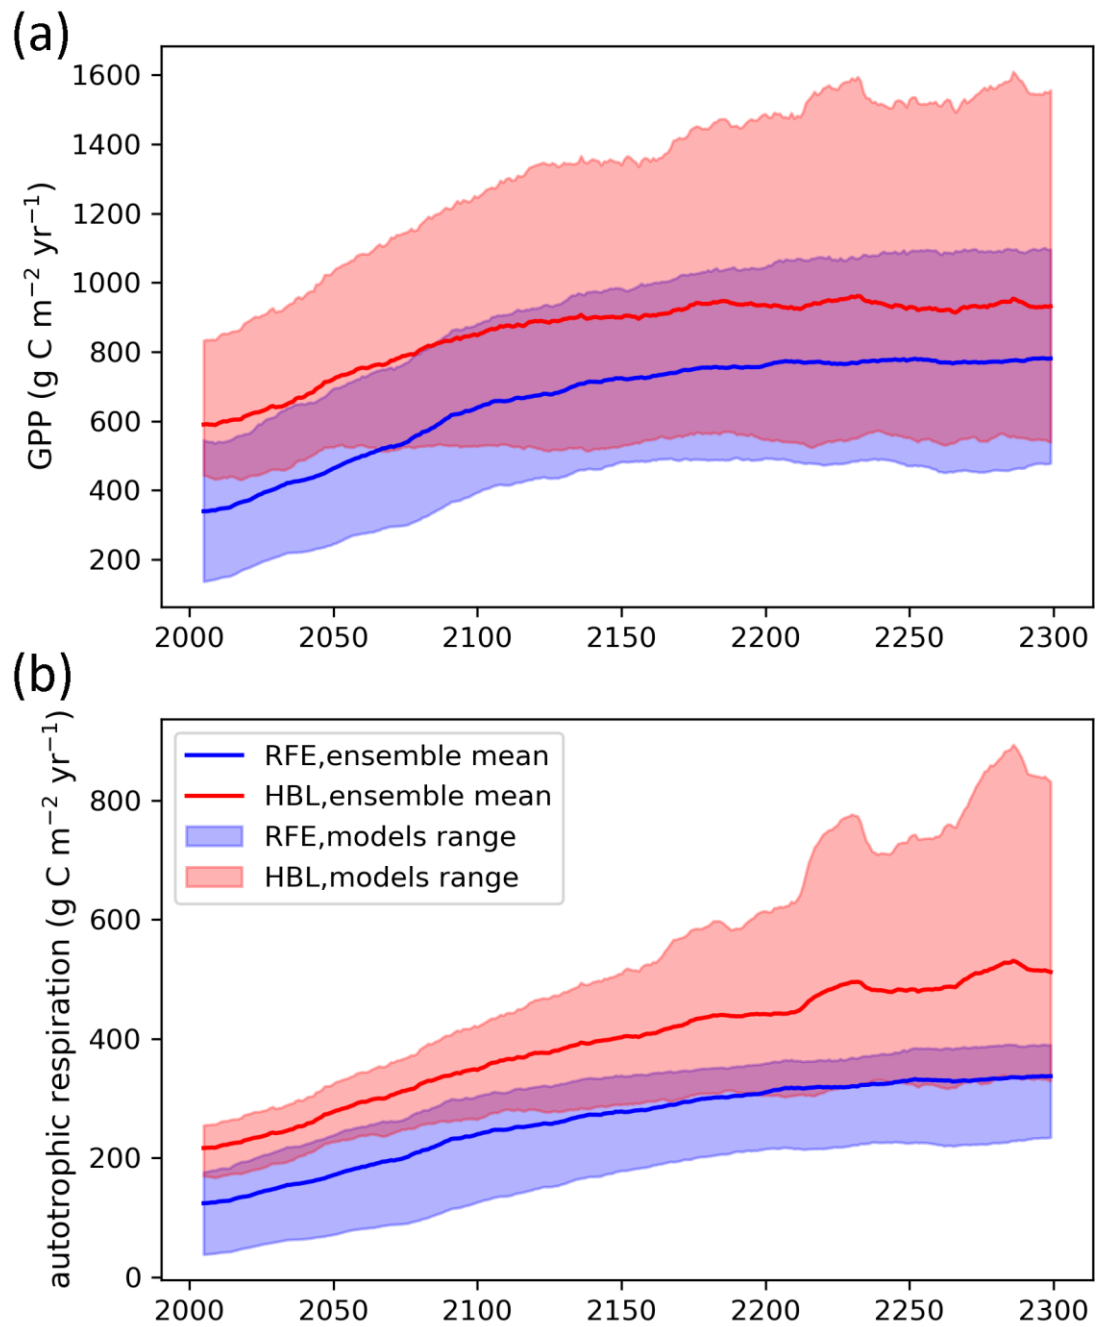 (a)
GPP (g C m⁻² yr⁻¹)
1600
1400
1200
1000
800
600
400
200
2000 2050 2100 2150 2200 2250 2300
(b)
autotrophic respiration (g C m⁻² yr⁻¹)
RFE,ensemble mean
HBL,ensemble mean
RFE,models range
HBL,models range
800
600
400
200
0
2000 2050 2100 2150 2200 2250 2300